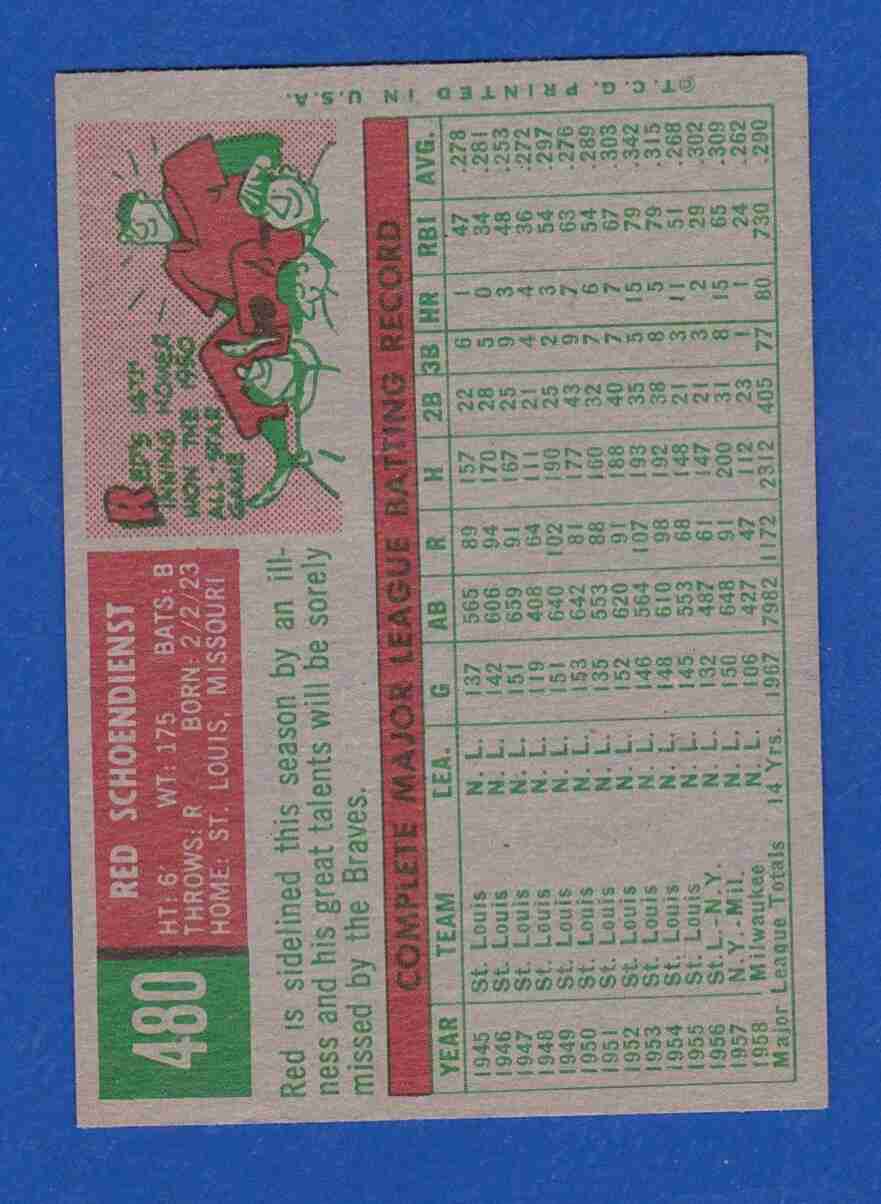 480
RED SCHOENDIENST
HT: 6' WT: 175 BATS: B
THROWS: R BORN: 2/2/23
HOME: ST. LOUIS, MISSOURI
RED'S 14TH
INNING HOMER
WON THE 1950
ALL STAR
GAME
Red is sidelined this season by an ill-
ness and his great talents will be sorely
missed by the Braves.
COMPLETE MAJOR LEAGUE BATTING RECORD
YEAR TEAM LEA. G AB R H 2B 3B HR RBI AVG.
1945 St. Louis N. L. 137 565 89 157 22 6 1 47 .278
1946 St. Louis N. L. 142 606 94 170 28 5 0 34 .281
1947 St. Louis N. L. 151 659 91 167 25 9 3 48 .253
1948 St. Louis N. L. 119 408 64 111 21 4 4 36 .272
1949 St. Louis N. L. 151 640 102 190 25 2 3 54 .297
1950 St. Louis N. L. 153 642 81 177 43 9 7 63 .276
1951 St. Louis N. L. 135 553 88 160 32 7 6 54 .289
1952 St. Louis N. L. 152 620 91 188 40 7 7 67 .303
1953 St. Louis N. L. 146 564 107 193 35 5 15 79 .342
1954 St. Louis N. L. 148 610 98 192 38 8 5 79 .315
1955 St. Louis N. L. 145 553 68 148 21 3 11 51 .268
1956 St. L.-N.Y. N. L. 132 487 61 147 21 3 2 29 .302
1957 N.Y.-Mil. N. L. 150 648 91 200 31 8 15 65 .309
1958 Milwaukee N. L. 106 427 47 112 23 1 1 24 .262
Major League Totals 14 Yrs. 1967 7982 1172 2312 405 77 80 730 .290
©T.C.G. PRINTED IN U.S.A.